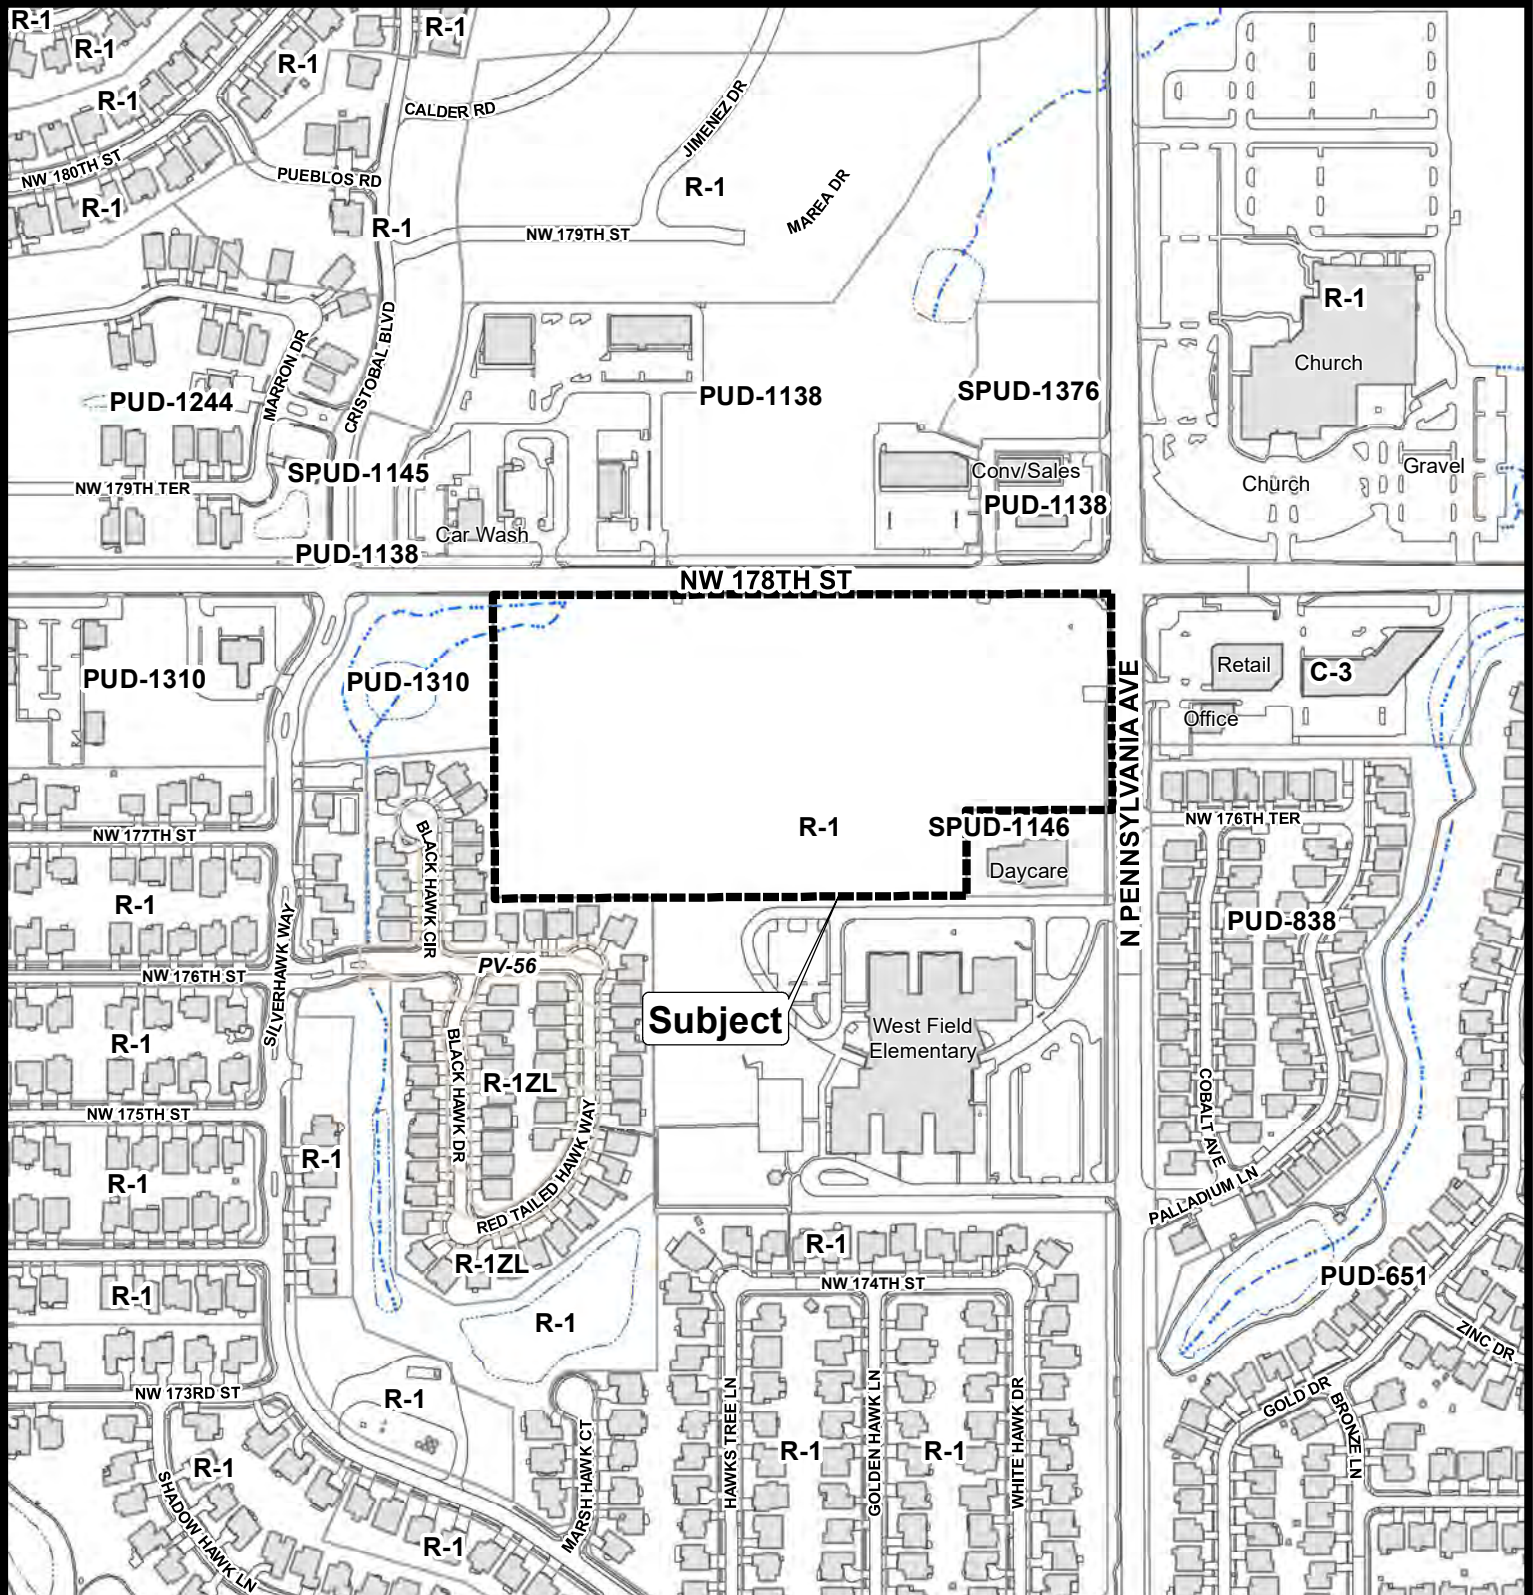 R-1
R-1
R-1
R-1
R-1
CALDER RD
JIMENEZ DR
NW 180TH ST
PUEBLOS RD
R-1
R-1
R-1
MAREA DR
NW 179TH ST
R-1
Church
MARRON DR
CRISTOBAL BLVD
PUD-1244
PUD-1138
SPUD-1376
SPUD-1145
Conv/Sales
Gravel
NW 179TH TER
Church
PUD-1138
Car Wash
PUD-1138
NW 178TH ST
PUD-1310
PUD-1310
Retail
C-3
Office
N PENNSYLVANIA AVE
NW 177TH ST
BLACK HAWK CIR
R-1
SPUD-1146
NW 176TH TER
Daycare
R-1
PUD-838
SILVERHAWK WAY
NW 176TH ST
PV-56
Subject
West Field
Elementary
R-1
BLACK HAWK DR
R-1ZL
COBALT AVE
NW 175TH ST
RED TAILED HAWK WAY
R-1
R-1
PALLADIUM LN
R-1
R-1ZL
NW 174TH ST
PUD-651
R-1
R-1
ZINC DR
NW 173RD ST
R-1
GOLD DR
BRONZE LN
HAWKS TREE LN
GOLDEN HAWK LN
WHITE HAWK DR
R-1
R-1
R-1
SHADOW HAWK LN
MARSH HAWK CT
R-1